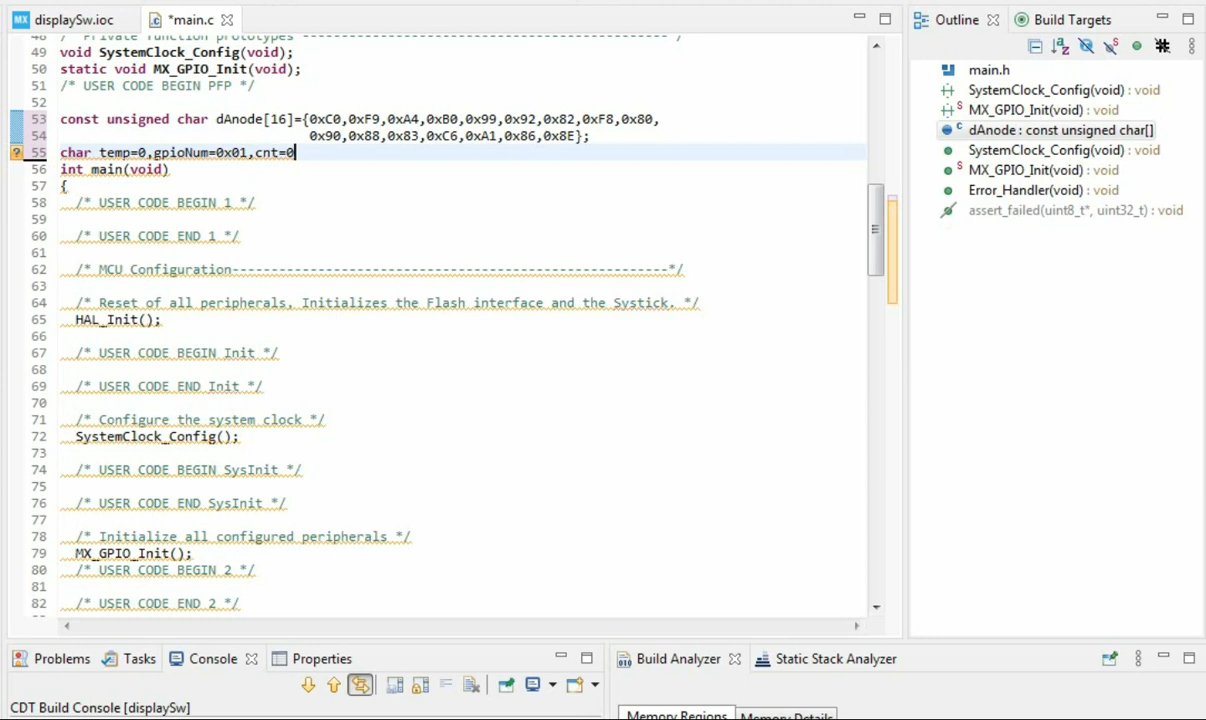 displaySw.ioc
*main.c
48 /* Private function prototypes -----------------------------------------------*/
49 void SystemClock_Config(void);
50 static void MX_GPIO_Init(void);
51 /* USER CODE BEGIN PFP */
52
53 const unsigned char dAnode[16]={0xC0,0xF9,0xA4,0xB0,0x99,0x92,0x82,0xF8,0x80,
54 0x90,0x88,0x83,0xC6,0xA1,0x86,0x8E};
55 char temp=0,gpioNum=0x01,cnt=0
56 int main(void)
57 {
58 /* USER CODE BEGIN 1 */
59
60 /* USER CODE END 1 */
61
62 /* MCU Configuration--------------------------------------------------------*/
63
64 /* Reset of all peripherals, Initializes the Flash interface and the Systick. */
65 HAL_Init();
66
67 /* USER CODE BEGIN Init */
68
69 /* USER CODE END Init */
70
71 /* Configure the system clock */
72 SystemClock_Config();
73
74 /* USER CODE BEGIN SysInit */
75
76 /* USER CODE END SysInit */
77
78 /* Initialize all configured peripherals */
79 MX_GPIO_Init();
80 /* USER CODE BEGIN 2 */
81
82 /* USER CODE END 2 */
Outline
Build Targets
main.h
SystemClock_Config(void) : void
MX_GPIO_Init(void) : void
dAnode : const unsigned char[]
SystemClock_Config(void) : void
MX_GPIO_Init(void) : void
Error_Handler(void) : void
assert_failed(uint8_t*, uint32_t) : void
Problems
Tasks
Console
Properties
CDT Build Console [displaySw]
Build Analyzer
Static Stack Analyzer
Memory Regions
Memory Details